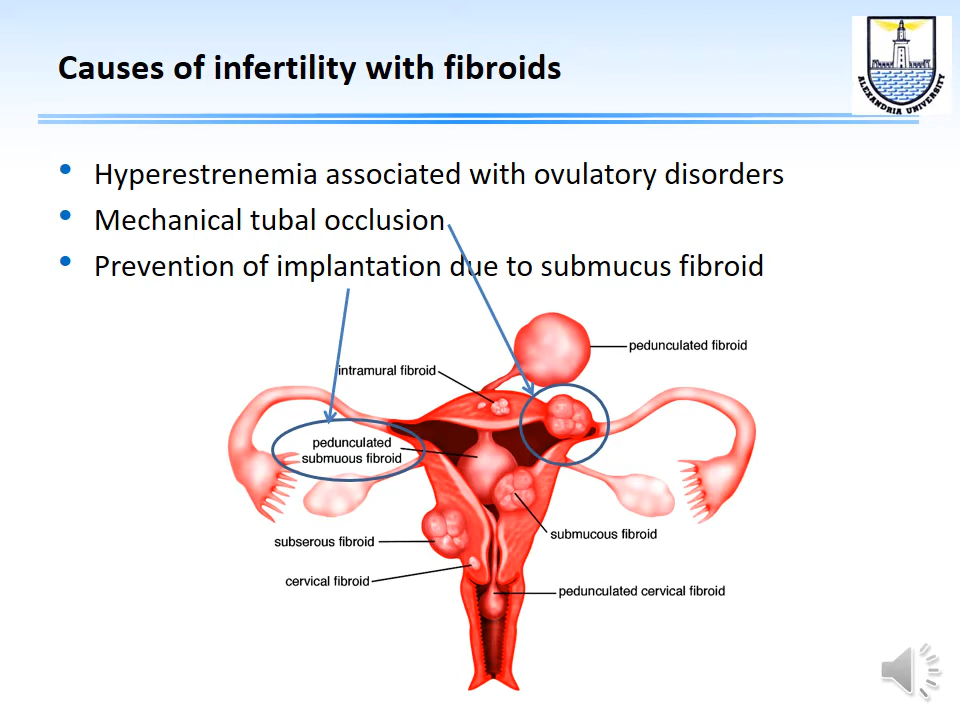 Causes of infertility with fibroids
ALEXANDRIA UNIVERSITY
• Hyperestrenemia associated with ovulatory disorders
• Mechanical tubal occlusion
• Prevention of implantation due to submucus fibroid
pedunculated fibroid
intramural fibroid
pedunculated
submuous fibroid
submucous fibroid
subserous fibroid
cervical fibroid
pedunculated cervical fibroid